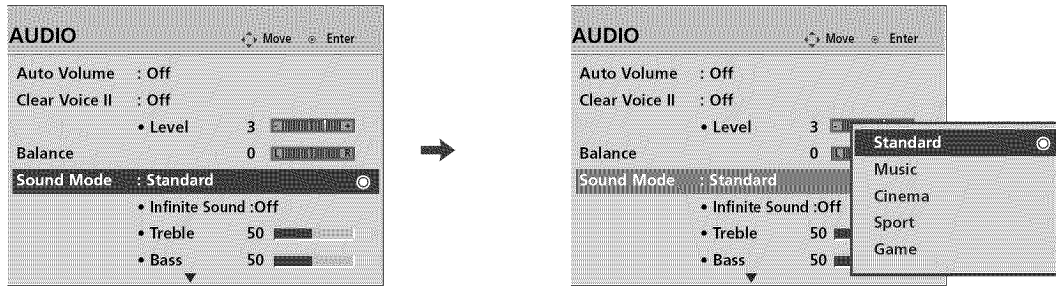 AUDIO
Move Enter
Auto Volume : Off
Clear Voice II : Off
• Level 3 - +
Balance 0 L R
Sound Mode : Standard
• Infinite Sound :Off
• Treble 50
• Bass 50
AUDIO
Move Enter
Auto Volume : Off
Clear Voice II : Off
• Level 3 -
Balance 0 L
Sound Mode : Standard
• Infinite Sound :Off
• Treble 50
• Bass 50
Standard
Music
Cinema
Sport
Game